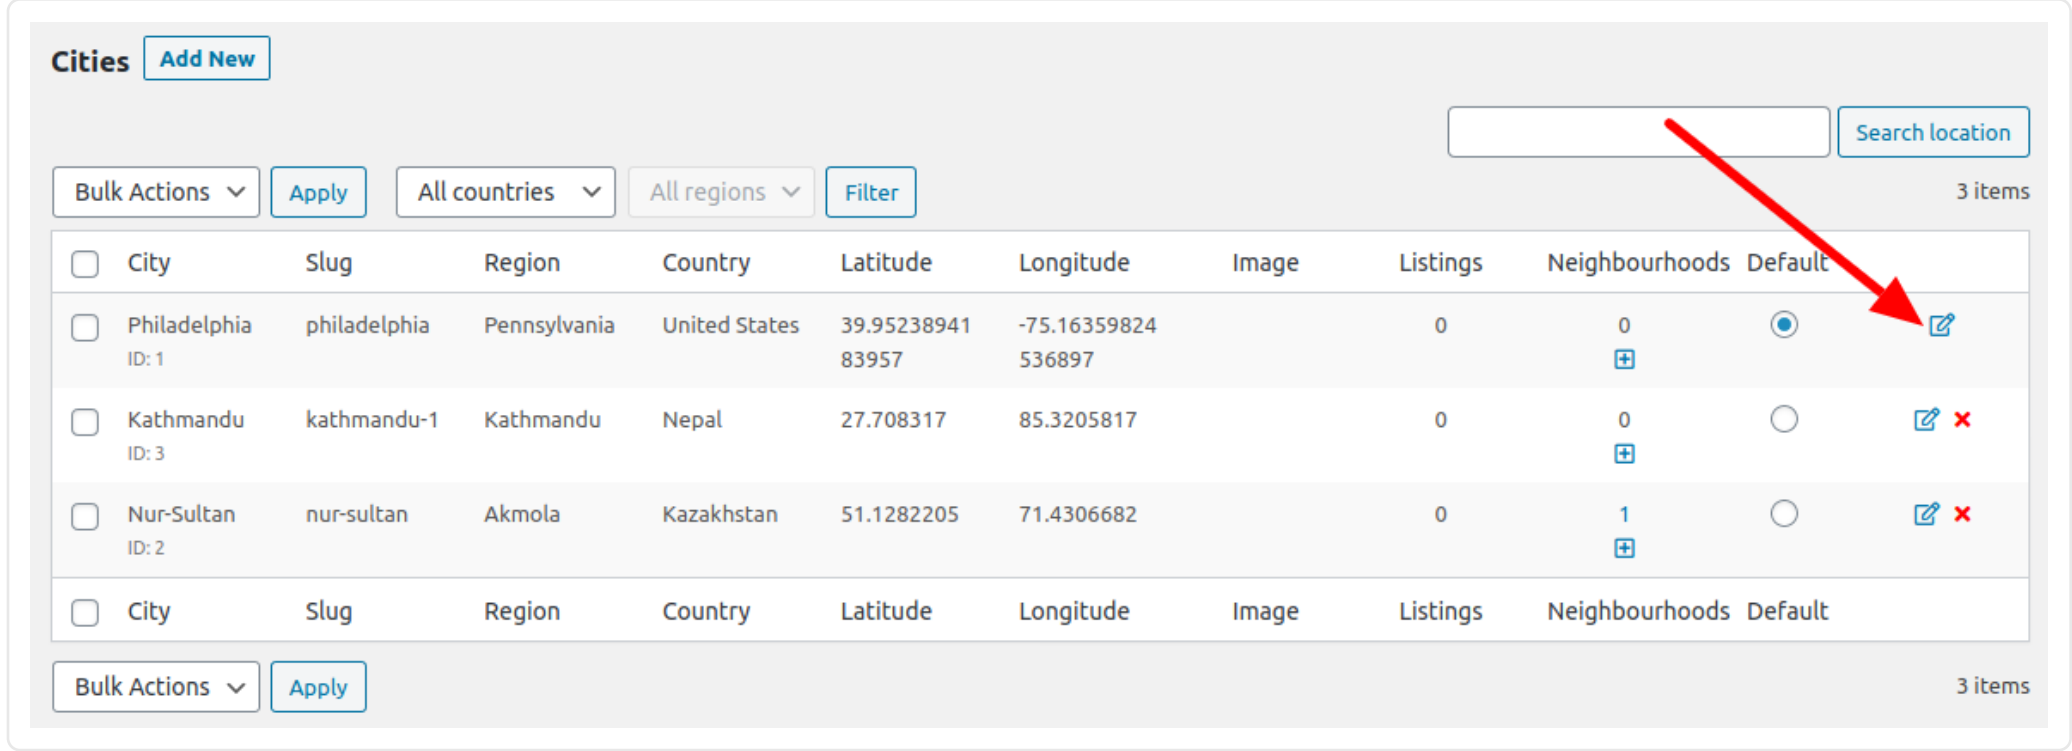 Cities Add New
Search location
Bulk Actions Apply All countries All regions Filter 3 items
City Slug Region Country Latitude Longitude Image Listings Neighbourhoods Default
Philadelphia philadelphia Pennsylvania United States 39.95238941 -75.16359824 0 0
ID: 1 83957 536897
Kathmandu kathmandu-1 Kathmandu Nepal 27.708317 85.3205817 0 0
ID: 3
Nur-Sultan nur-sultan Akmola Kazakhstan 51.1282205 71.4306682 0 1
ID: 2
City Slug Region Country Latitude Longitude Image Listings Neighbourhoods Default
Bulk Actions Apply 3 items